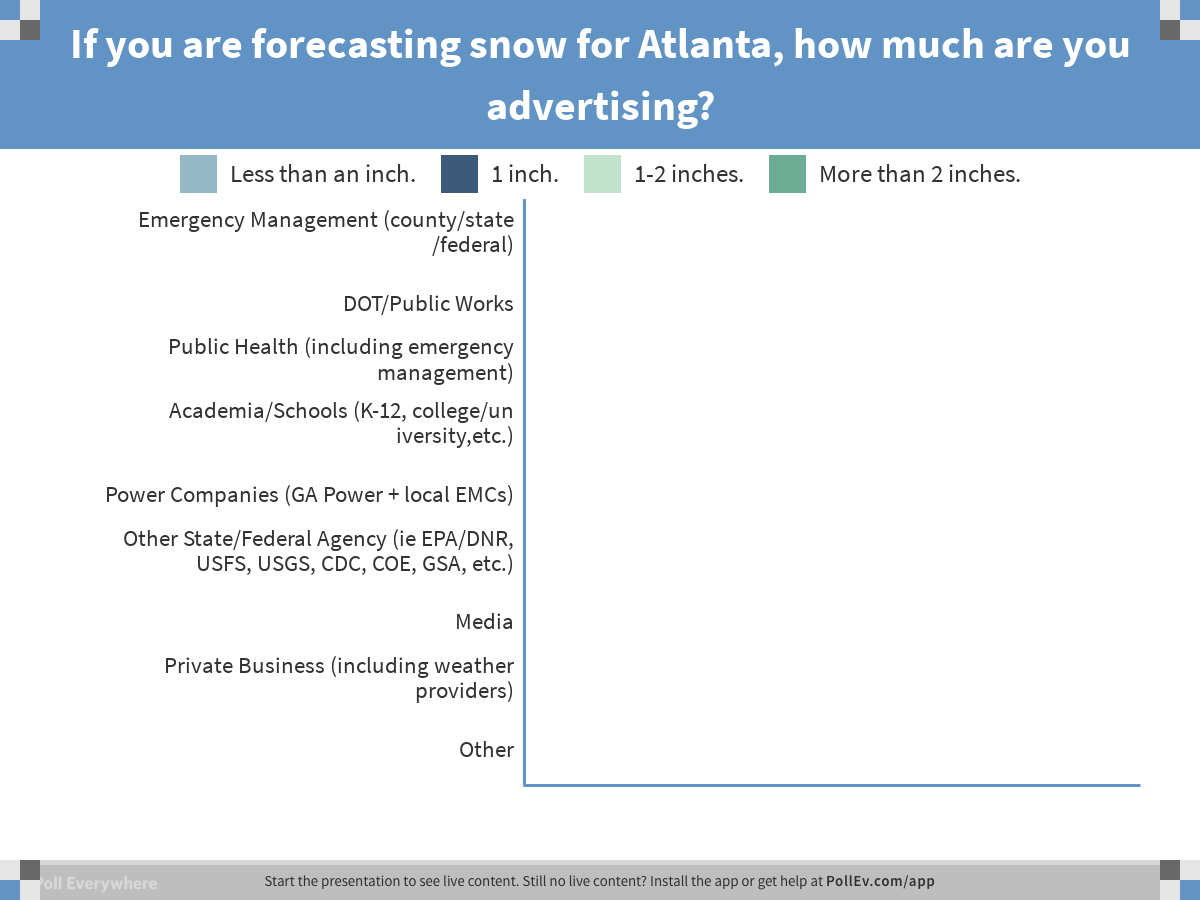 If you are forecasting snow for Atlanta, how much are you
advertising?
Less than an inch. 1 inch. 1-2 inches. More than 2 inches.
Emergency Management (county/state
/federal)
DOT/Public Works
Public Health (including emergency
management)
Academia/Schools (K-12, college/un
iversity,etc.)
Power Companies (GA Power + local EMCs)
Other State/Federal Agency (ie EPA/DNR,
USFS, USGS, CDC, COE, GSA, etc.)
Media
Private Business (including weather
providers)
Other
Poll Everywhere
Start the presentation to see live content. Still no live content? Install the app or get help at PollEv.com/app